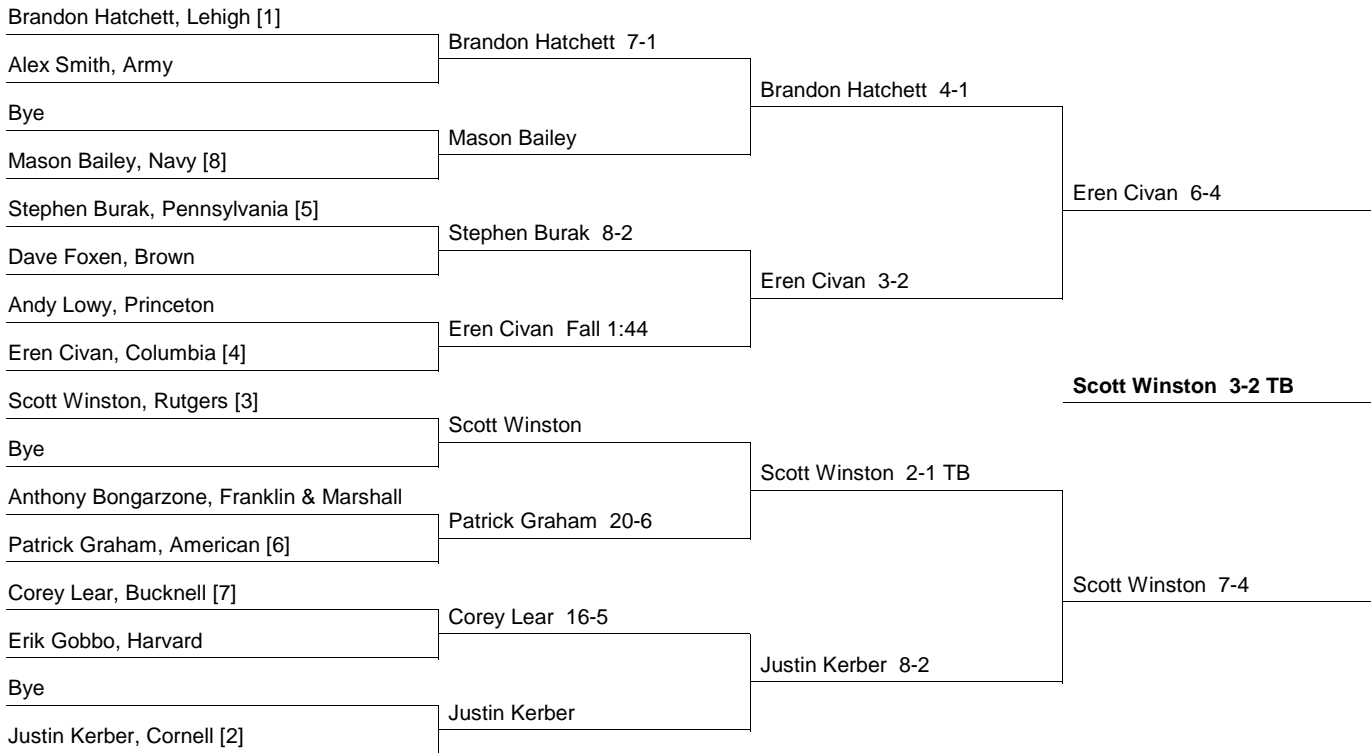 Brandon Hatchett, Lehigh [1]
Brandon Hatchett 7-1
Alex Smith, Army
Brandon Hatchett 4-1
Bye
Mason Bailey
Mason Bailey, Navy [8]
Eren Civan 6-4
Stephen Burak, Pennsylvania [5]
Stephen Burak 8-2
Dave Foxen, Brown
Eren Civan 3-2
Andy Lowy, Princeton
Eren Civan Fall 1:44
Eren Civan, Columbia [4]
Scott Winston 3-2 TB
Scott Winston, Rutgers [3]
Scott Winston
Bye
Scott Winston 2-1 TB
Anthony Bongarzone, Franklin & Marshall
Patrick Graham 20-6
Patrick Graham, American [6]
Scott Winston 7-4
Corey Lear, Bucknell [7]
Corey Lear 16-5
Erik Gobbo, Harvard
Justin Kerber 8-2
Bye
Justin Kerber
Justin Kerber, Cornell [2]